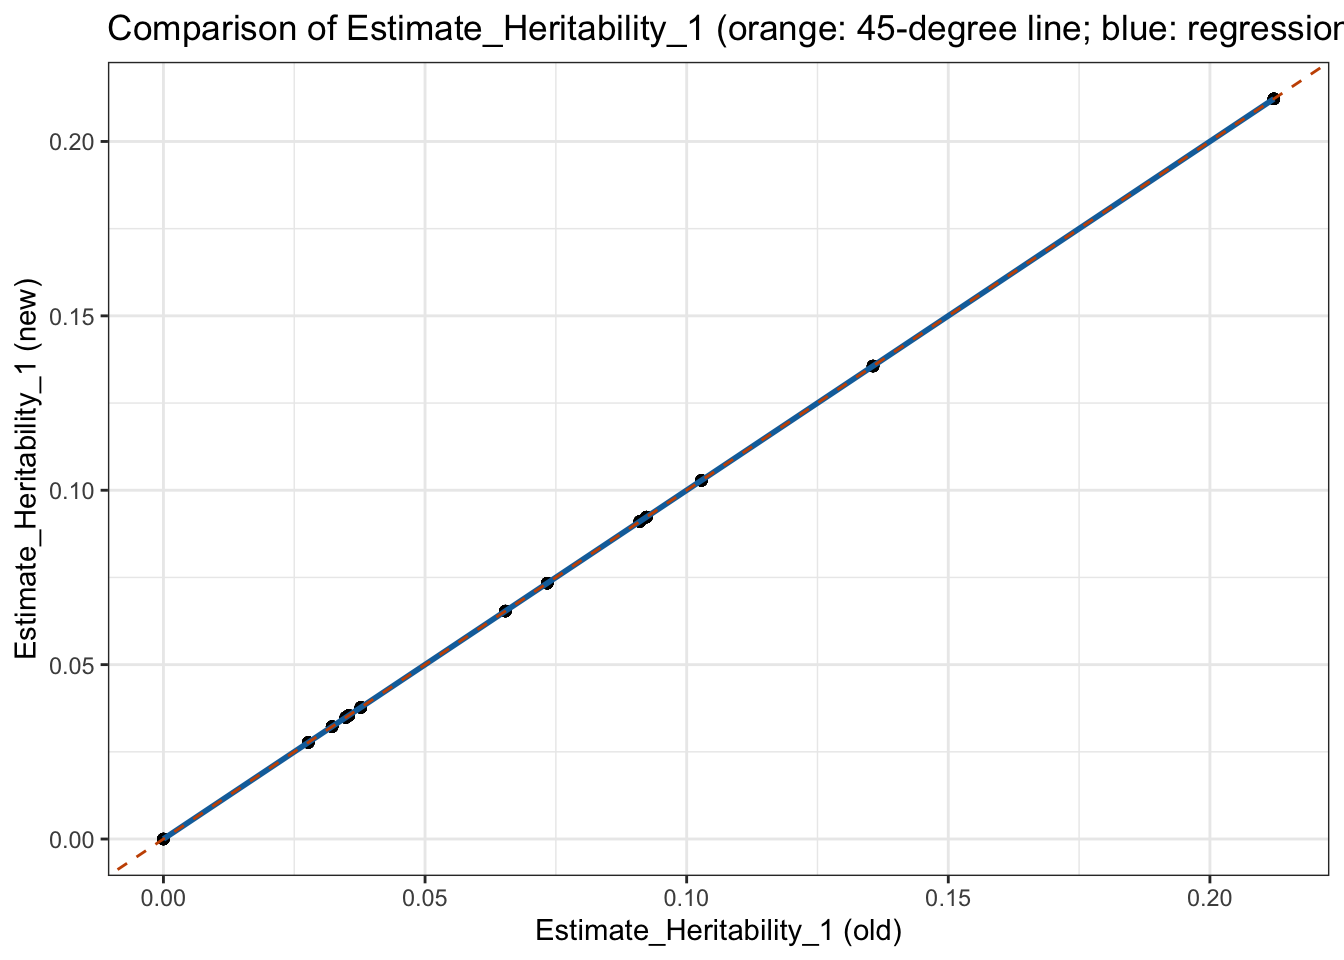 Comparison of Estimate_Heritability_1 (orange: 45-degree line; blue: regression
0.20
0.15
0.10
0.05
0.00
Estimate_Heritability_1 (new)
0.00 0.05 0.10 0.15 0.20
Estimate_Heritability_1 (old)